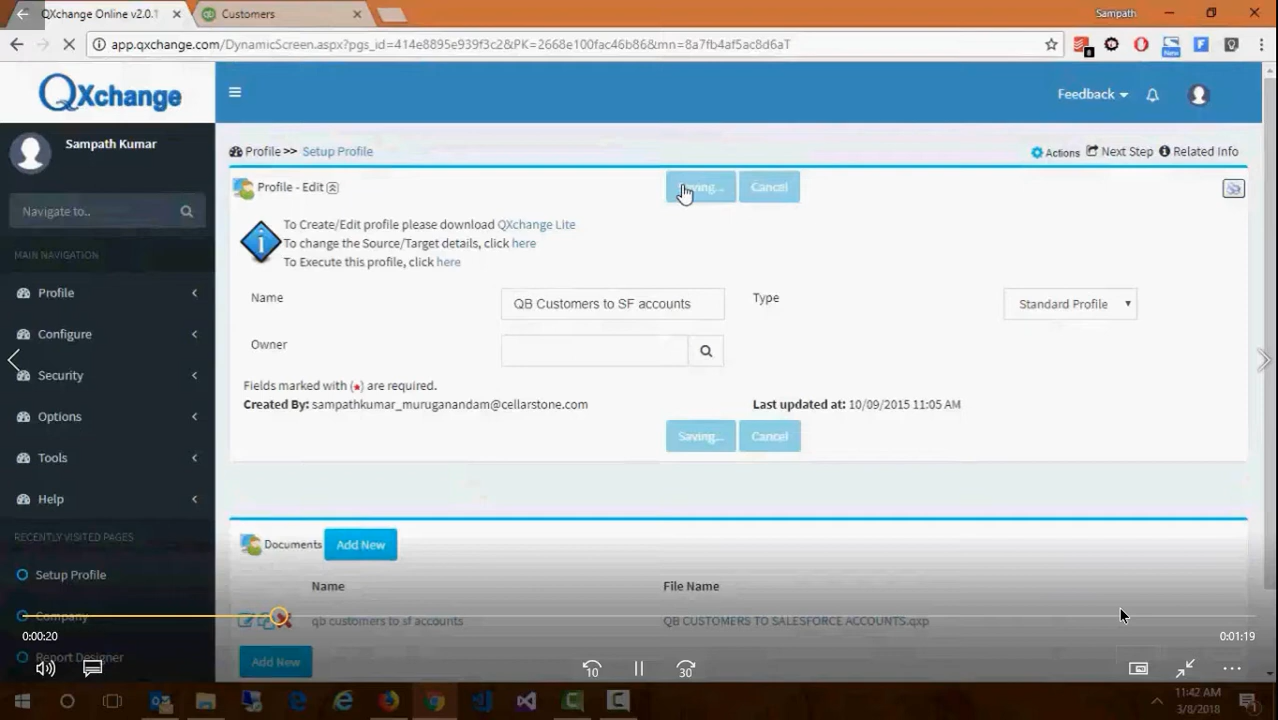 QXchange Online v2.0.1
Customers
Sampath
app.qxchange.com/DynamicScreen.aspx?pgs_id=414e8895e939f3c2&PK=2668e100fac46b86&mn=8a7fb4af5ac8d6aT
8
New
QXchange
Feedback
Sampath Kumar
Profile >> Setup Profile
Actions Next Step Related Info
Profile - Edit
Cancel
Navigate to..
To Create/Edit profile please download QXchange Lite
To change the Source/Target details, click here
To Execute this profile, click here
MAIN NAVIGATION
Profile
Configure
Security
Options
Tools
Help
Name
QB Customers to SF accounts
Type
Standard Profile
Owner
Fields marked with (★) are required.
Created By: sampathkumar_muruganandam@cellarstone.com
Last updated at: 10/09/2015 11:05 AM
Saving...
Cancel
RECENTLY VISITED PAGES
Setup Profile
Company
Report Designer
Documents
Add New
Name
File Name
qb customers to sf accounts
QB CUSTOMERS TO SALESFORCE ACCOUNTS.qxp
Add New
0:00:20
0:01:19
10
30
11:42 AM
3/8/2018